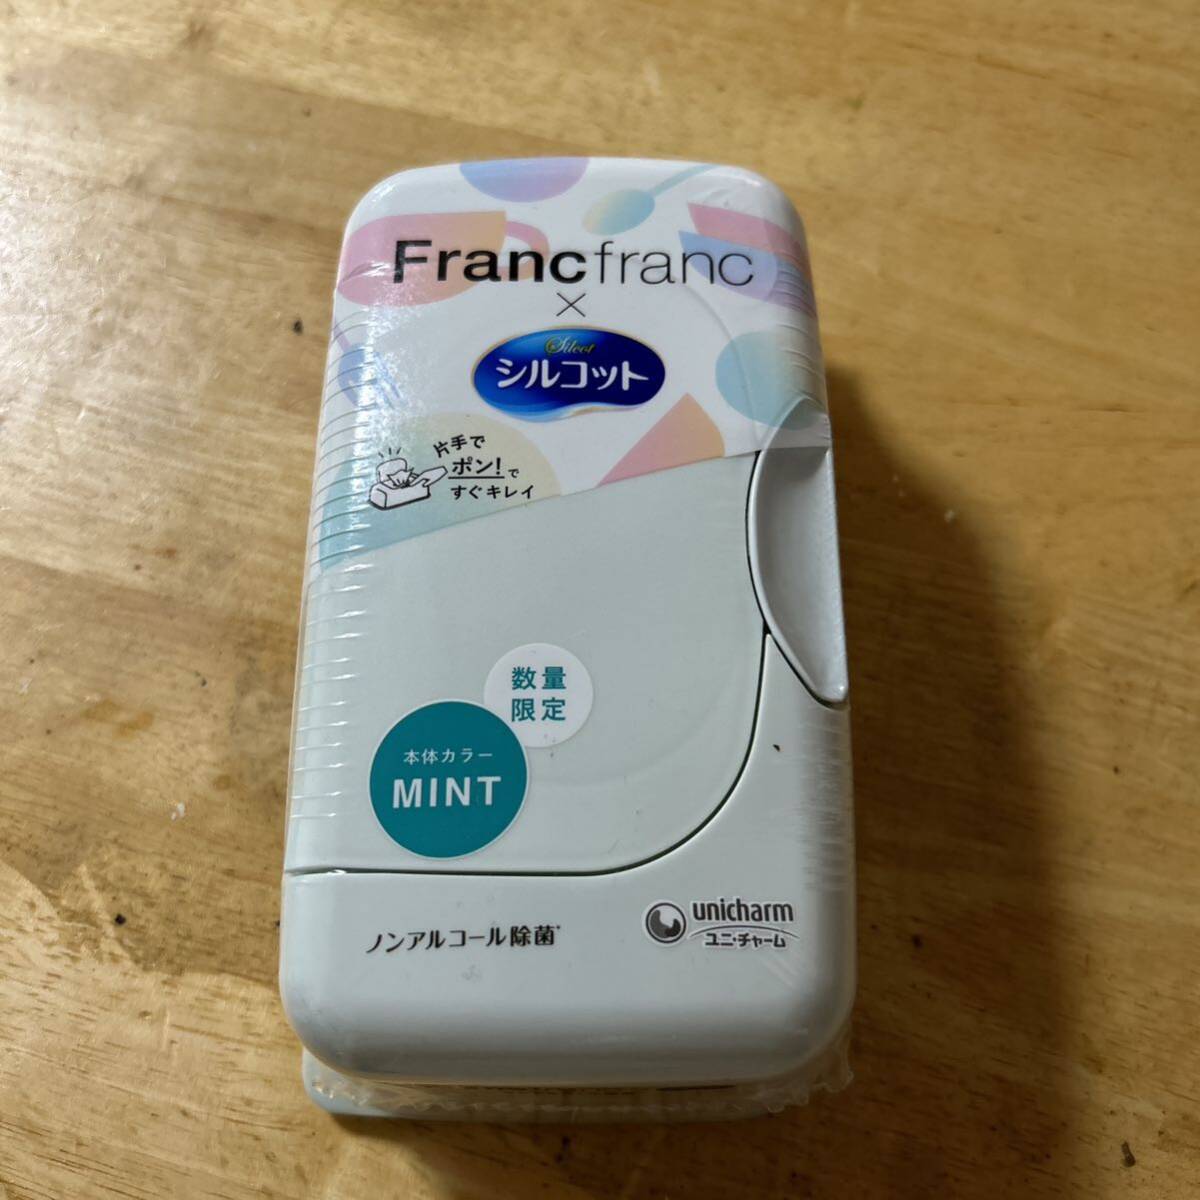 Francfranc
×
Silcot
シルコット
片手で
ポン!で
すぐキレイ
数量
限定
本体カラー
MINT
ノンアルコール除菌*
unicharm
ユニ・チャーム